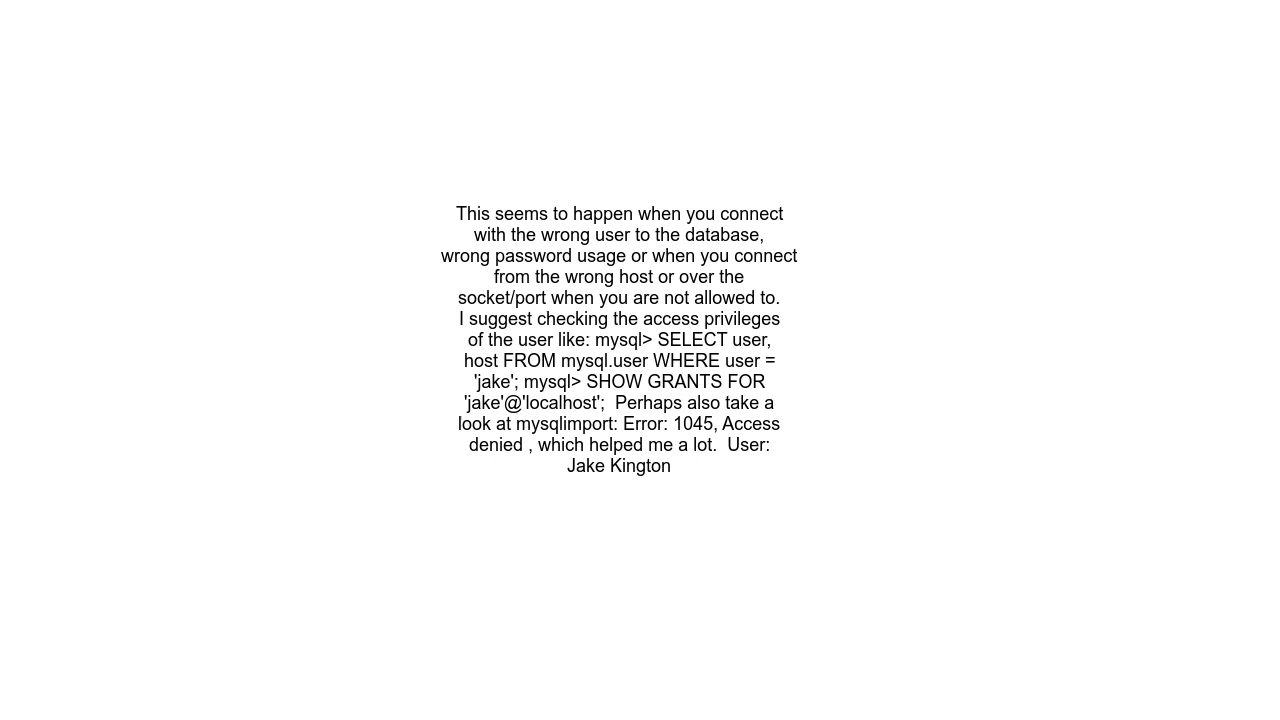 This seems to happen when you connect
with the wrong user to the database,
wrong password usage or when you connect
from the wrong host or over the
socket/port when you are not allowed to.
I suggest checking the access privileges
of the user like: mysql> SELECT user,
host FROM mysql.user WHERE user =
'jake'; mysql> SHOW GRANTS FOR
'jake'@'localhost';  Perhaps also take a
look at mysqlimport: Error: 1045, Access
denied , which helped me a lot.  User:
Jake Kington